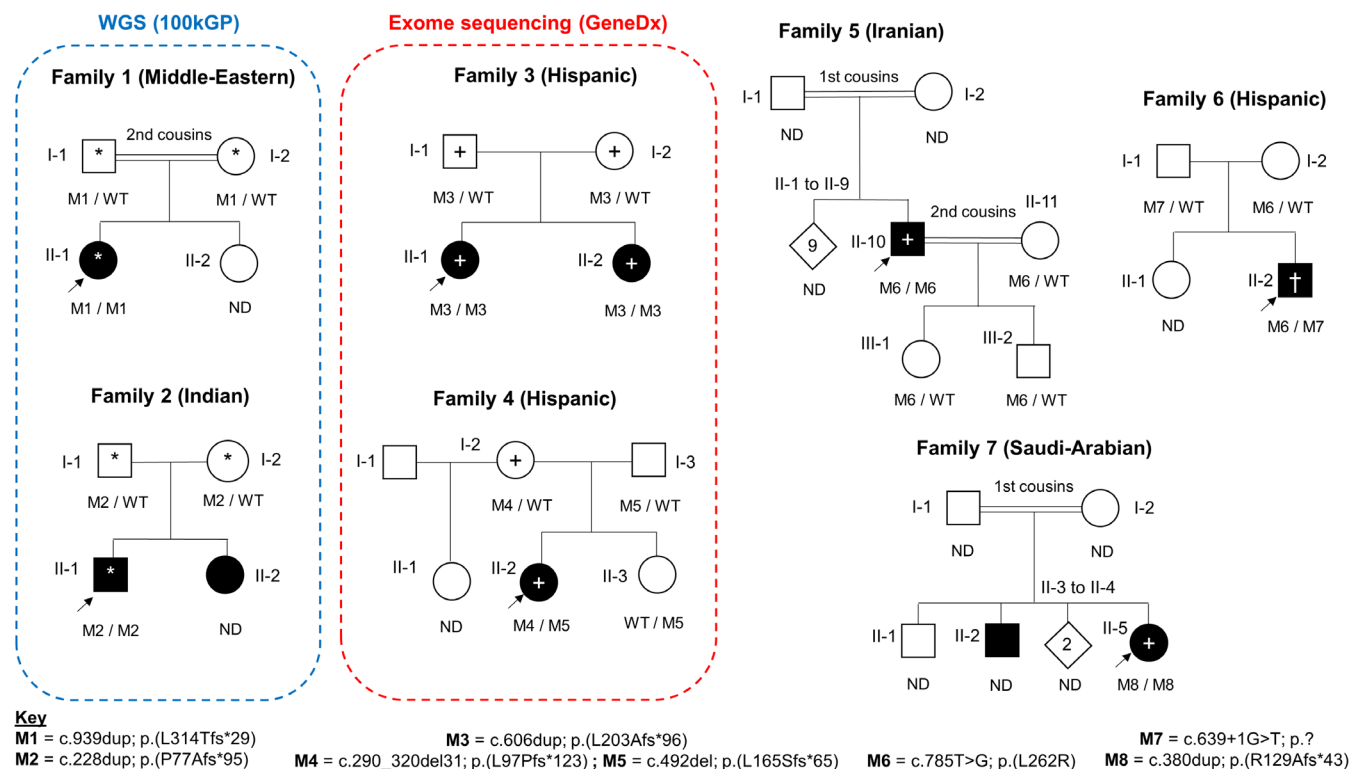 WGS (100kGP)
Family 1 (Middle-Eastern)
2nd cousins
I-1 * * I-2
M1 / WT M1 / WT
II-1 * II-2
M1 / M1 ND
Family 2 (Indian)
I-1 * * I-2
M2 / WT M2 / WT
II-1 * II-2
M2 / M2 ND
Exome sequencing (GeneDx)
Family 3 (Hispanic)
I-1 + + I-2
M3 / WT M3 / WT
II-1 + II-2 +
M3 / M3 M3 / M3
Family 4 (Hispanic)
I-1 I-2 + I-3
M4 / WT M5 / WT
II-1 II-2 + II-3
ND M4 / M5 WT / M5
Family 5 (Iranian)
1st cousins
I-1 I-2
ND ND
II-1 to II-9
2nd cousins II-11
9 II-10 +
ND M6 / M6 M6 / WT
III-1 III-2
M6 / WT M6 / WT
Family 6 (Hispanic)
I-1 I-2
M7 / WT M6 / WT
II-1 II-2 †
ND M6 / M7
Family 7 (Saudi-Arabian)
1st cousins
I-1 I-2
ND ND
II-3 to II-4
II-1 II-2 2 II-5 +
ND ND ND M8 / M8
Key
M1 = c.939dup; p.(L314Tfs*29)
M2 = c.228dup; p.(P77Afs*95)
M3 = c.606dup; p.(L203Afs*96)
M4 = c.290_320del31; p.(L97Pfs*123) ; M5 = c.492del; p.(L165Sfs*65)
M6 = c.785T>G; p.(L262R)
M7 = c.639+1G>T; p.?
M8 = c.380dup; p.(R129Afs*43)